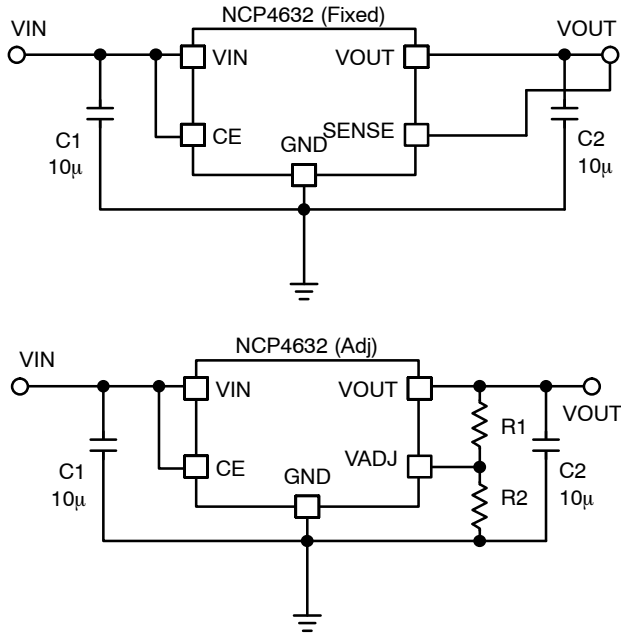 NCP4632 (Fixed)
VIN
VOUT
VIN
VOUT
C1
10μ
CE
GND
SENSE
C2
10μ
NCP4632 (Adj)
VIN
VIN
VOUT
VOUT
R1
C1
10μ
CE
GND
VADJ
C2
10μ
R2